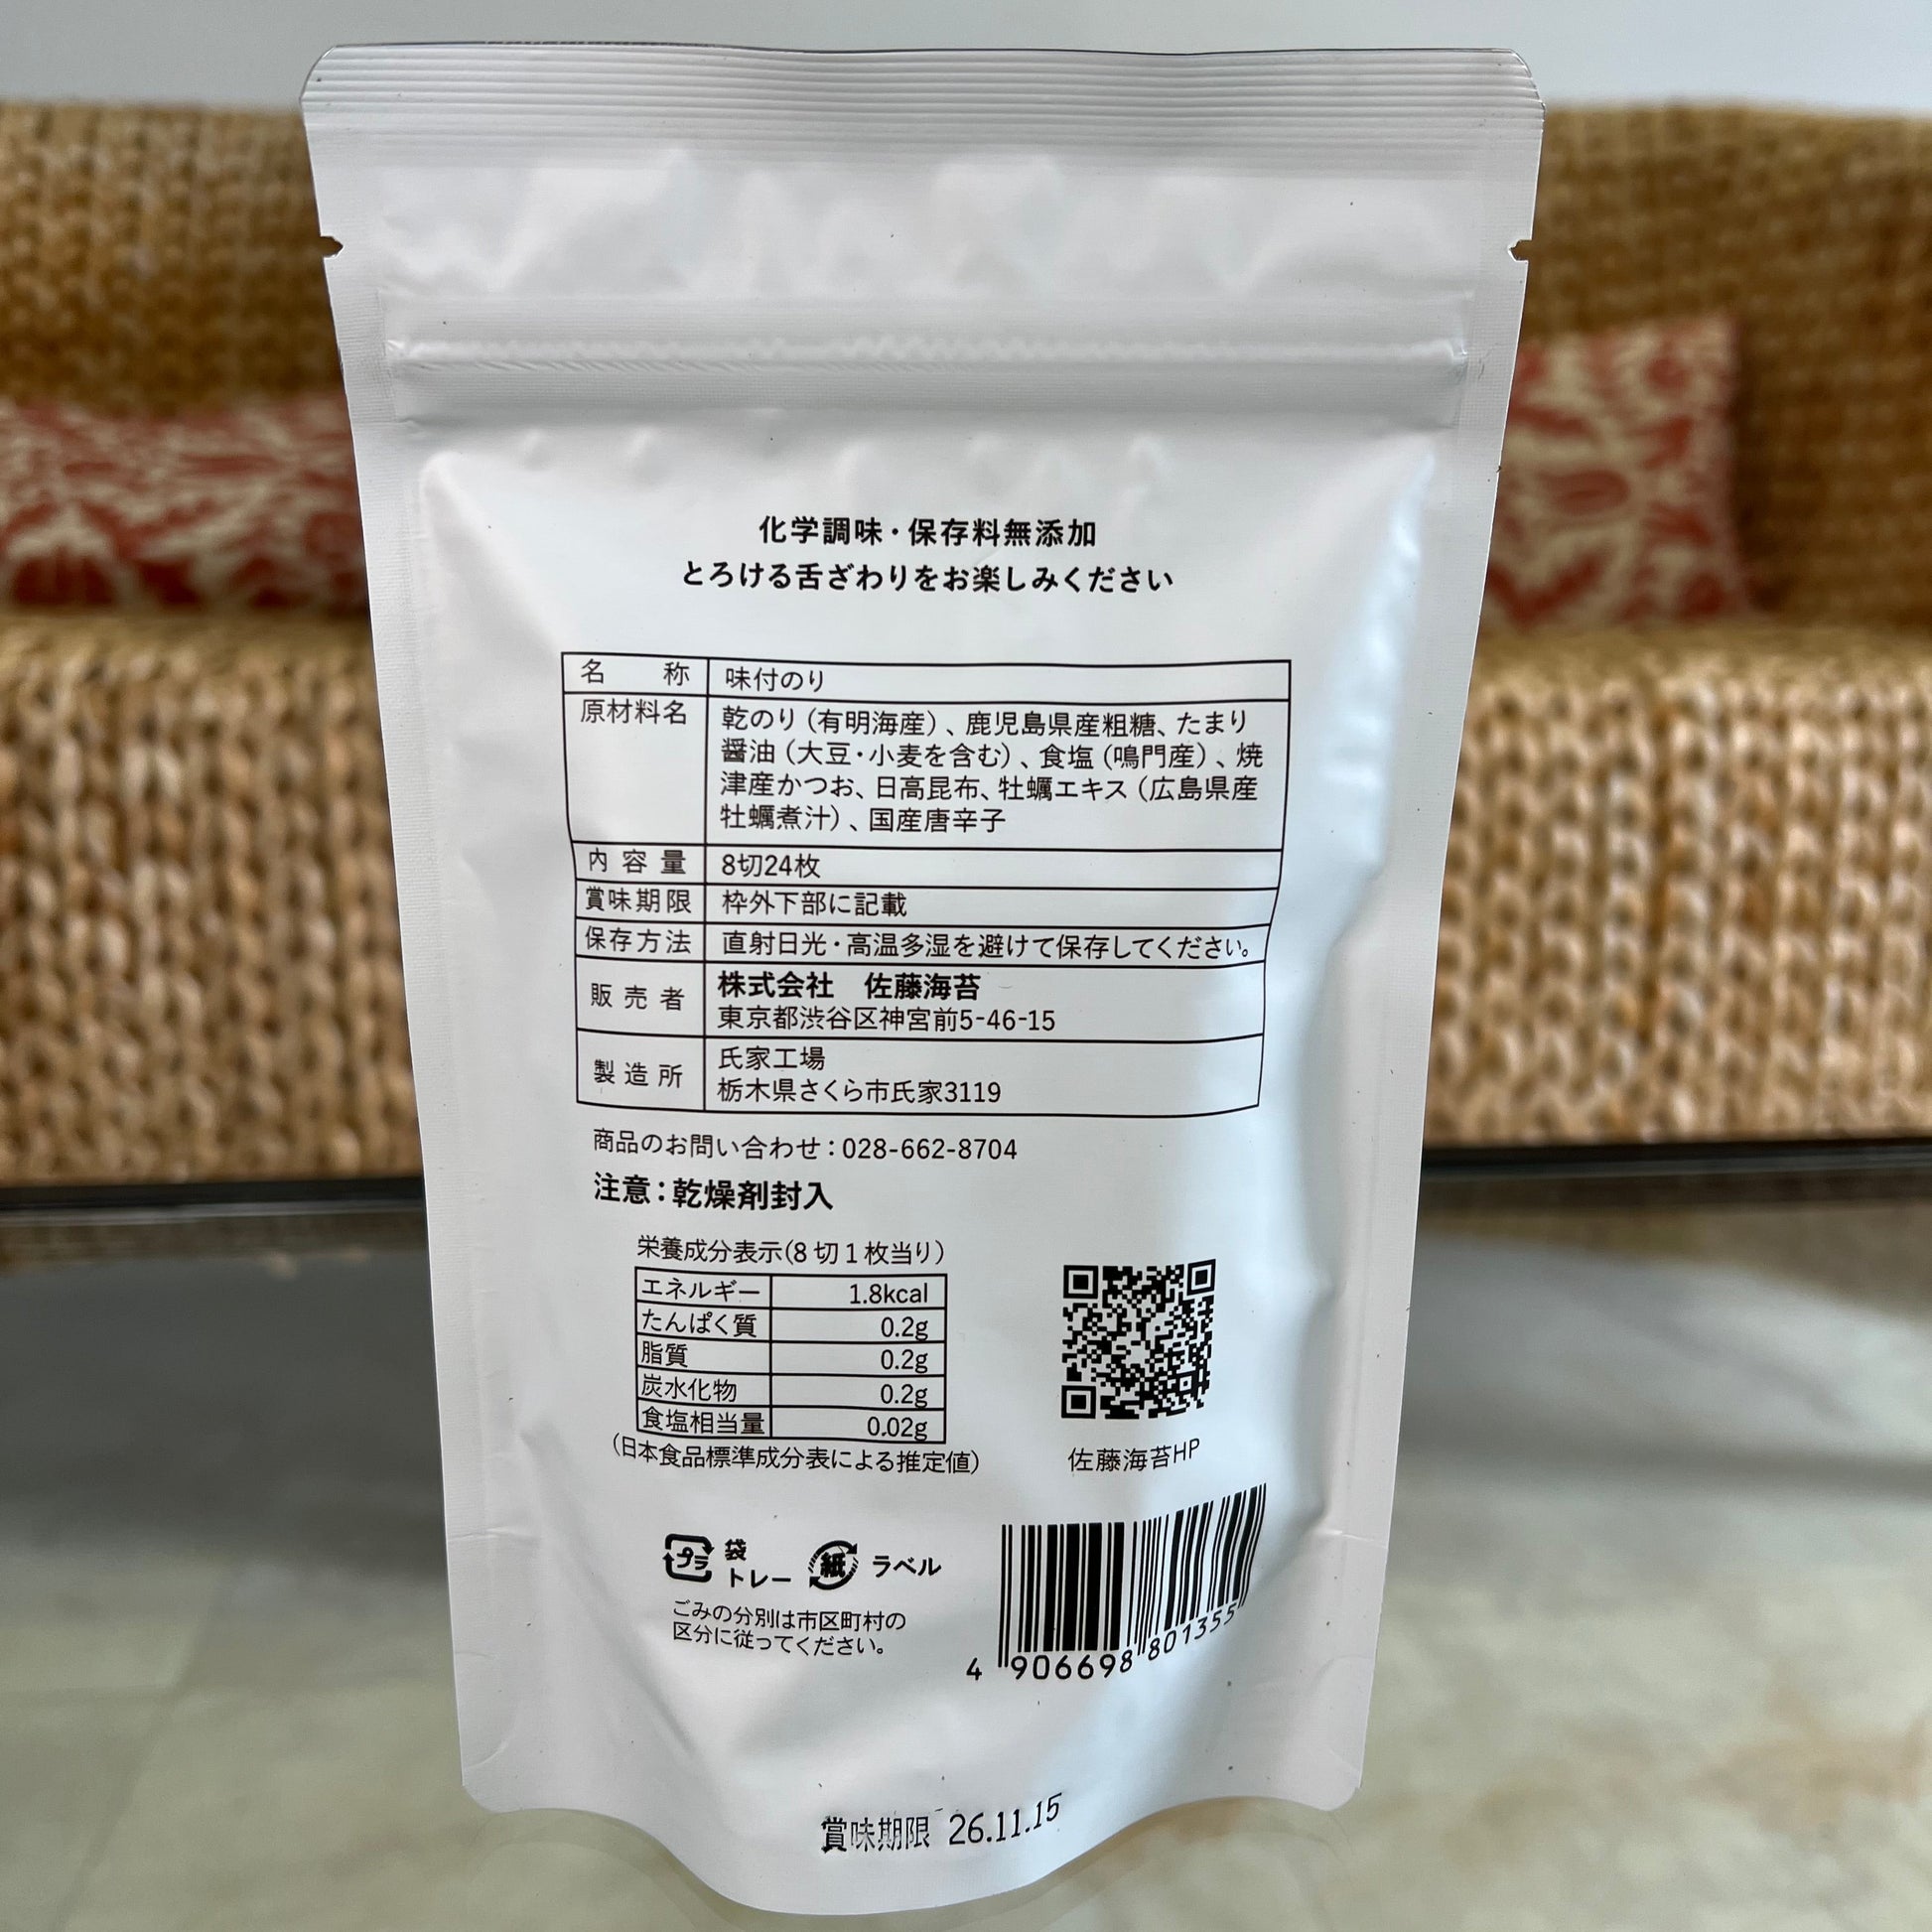 化学調味・保存料無添加
とろける舌ざわりをお楽しみください
名称 味付のり
原材料名 乾のり（有明海産）、鹿児島県産粗糖、たまり
醤油（大豆・小麦を含む）、食塩（鳴門産）、焼
津産かつお、日高昆布、牡蠣エキス（広島県産
牡蠣煮汁）、国産唐辛子
内容量 8切24枚
賞味期限 枠外下部に記載
保存方法 直射日光・高温多湿を避けて保存してください。
販売者 株式会社 佐藤海苔
東京都渋谷区神宮前5-46-15
製造所 氏家工場
栃木県さくら市氏家3119
商品のお問い合わせ：028-662-8704
注意：乾燥剤封入
栄養成分表示(8切1枚当り)
エネルギー 1.8kcal
たんぱく質 0.2g
脂質 0.2g
炭水化物 0.2g
食塩相当量 0.02g
(日本食品標準成分表による推定値)
佐藤海苔HP
プラ 袋
トレー
紙 ラベル
ごみの分別は市区町村の
区分に従ってください。
4 906698 801355
賞味期限 26.11.15